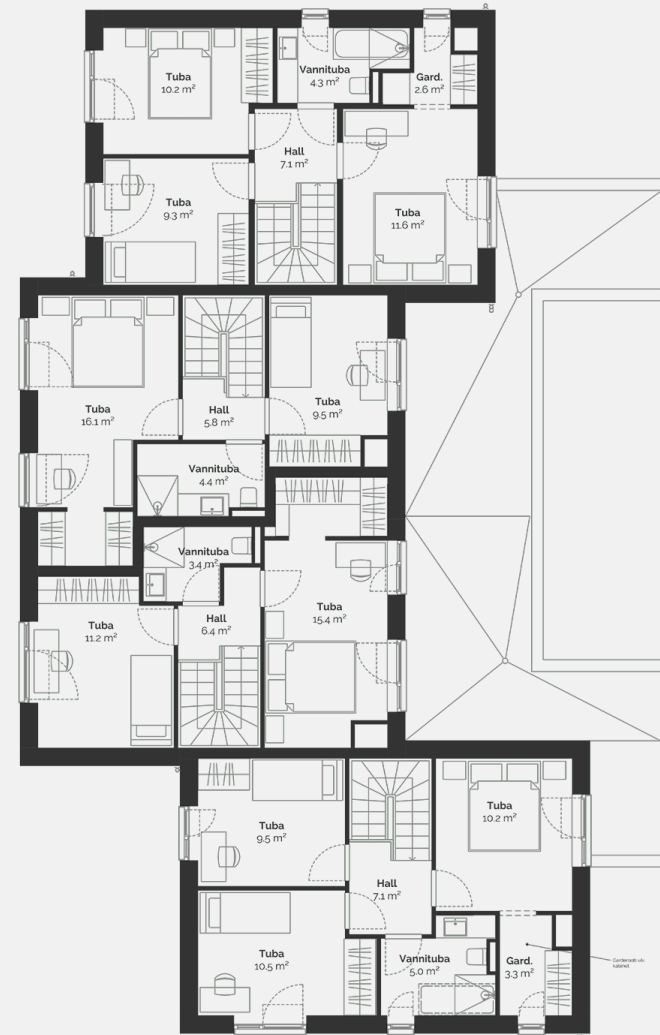 Tuba
10.2 m²
Vannituba
4.3 m²
Gard.
2.6 m²
Hall
7.1 m²
Tuba
9.3 m²
Tuba
11.6 m²
Tuba
16.1 m²
Hall
5.8 m²
Tuba
9.5 m²
Vannituba
4.4 m²
Vannituba
3.4 m²
Tuba
11.2 m²
Hall
6.4 m²
Tuba
15.4 m²
Tuba
9.5 m²
Tuba
10.2 m²
Hall
7.1 m²
Tuba
10.5 m²
Vannituba
5.0 m²
Gard.
3.3 m²
Garderoob või
kabinet